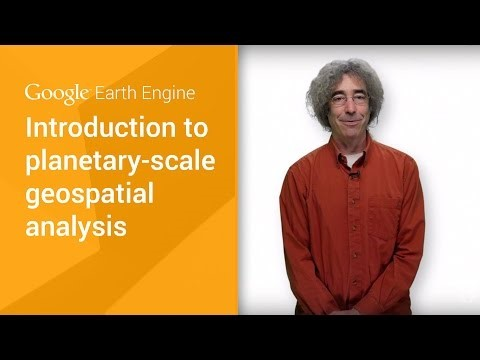 Google Earth Engine
Introduction to
planetary-scale
geospatial
analysis